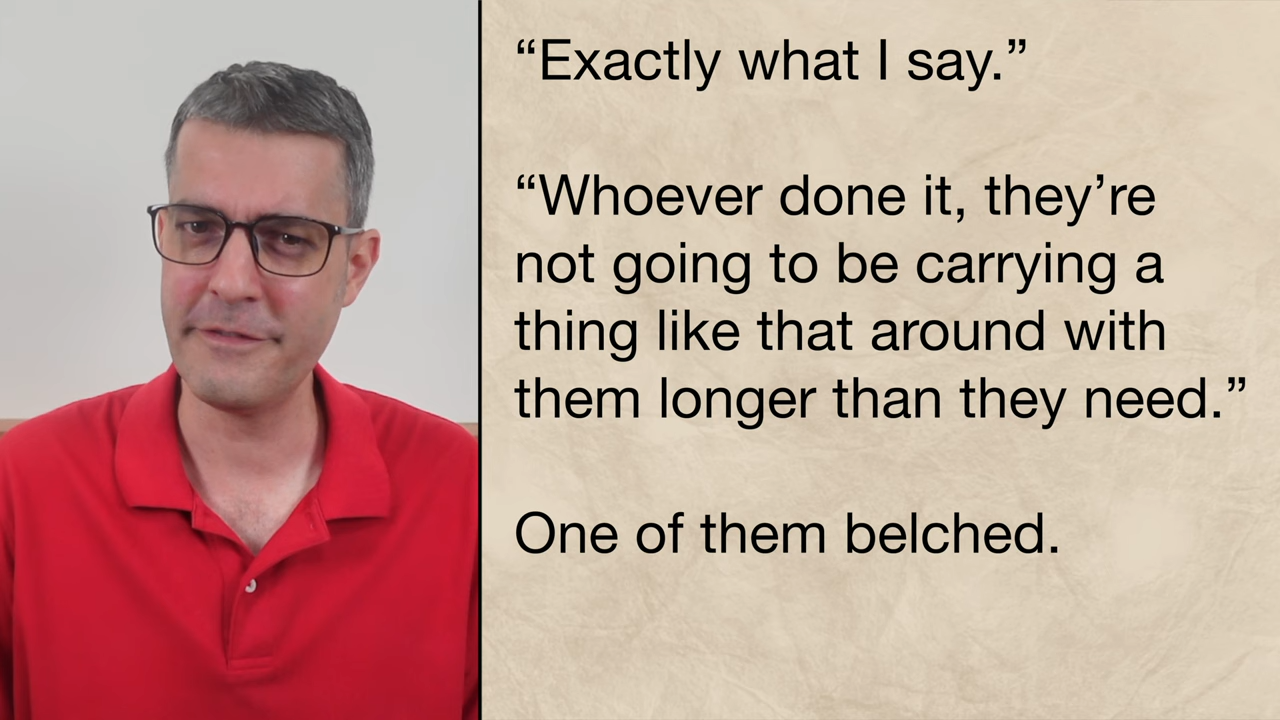 “Exactly what I say.”
“Whoever done it, they’re
not going to be carrying a
thing like that around with
them longer than they need.”
One of them belched.